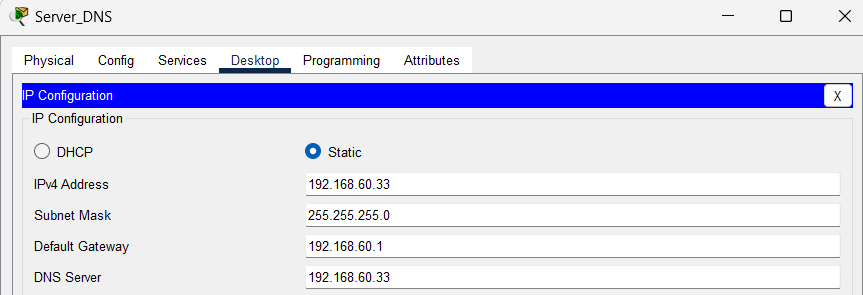 Server_DNS
Physical Config Services Desktop Programming Attributes
IP Configuration X
IP Configuration
DHCP Static
IPv4 Address 192.168.60.33
Subnet Mask 255.255.255.0
Default Gateway 192.168.60.1
DNS Server 192.168.60.33